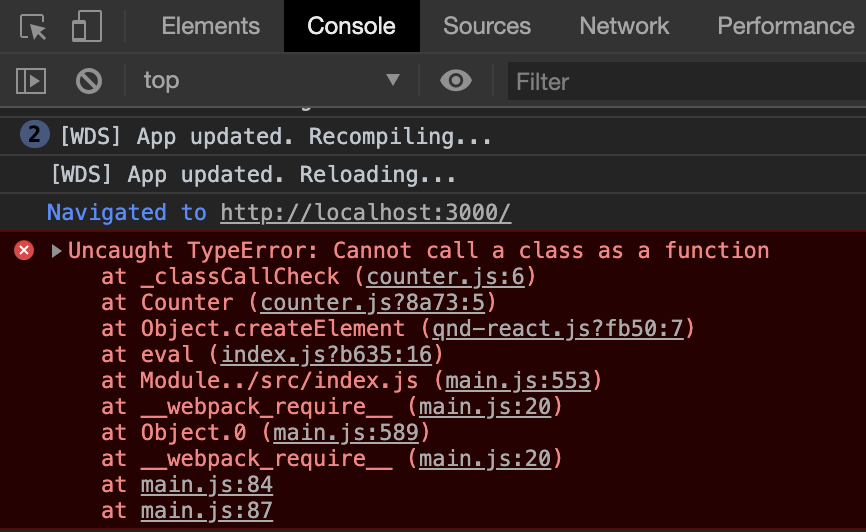 Elements Console Sources Network Performance
top Filter
2 [WDS] App updated. Recompiling...
[WDS] App updated. Reloading...
Navigated to http://localhost:3000/
Uncaught TypeError: Cannot call a class as a function
at _classCallCheck (counter.js:6)
at Counter (counter.js?8a73:5)
at Object.createElement (qnd-react.js?fb50:7)
at eval (index.js?b635:16)
at Module../src/index.js (main.js:553)
at __webpack_require__ (main.js:20)
at Object.0 (main.js:589)
at __webpack_require__ (main.js:20)
at main.js:84
at main.js:87